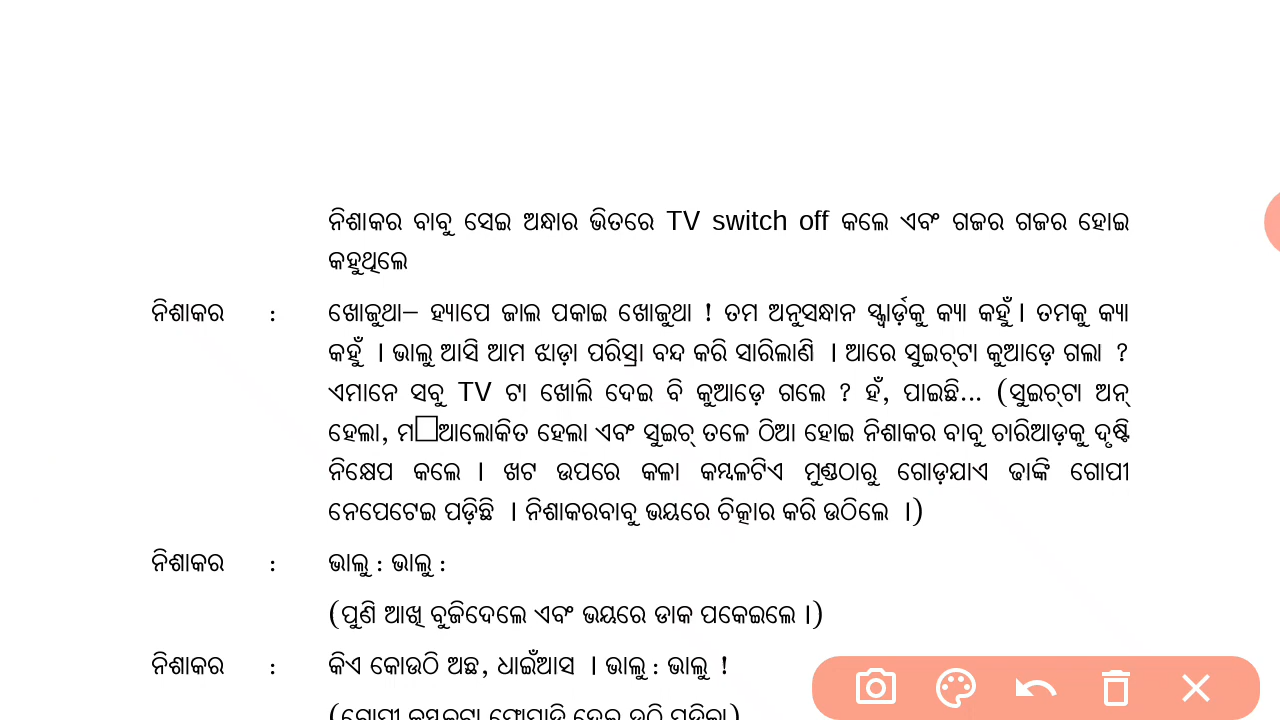 ନିଶାକର ବାବୁ ସେଇ ଅନ୍ଧାର ଭିତରେ TV switch off କଲେ ଏବଂ ଗଜର ଗଜର ହୋଇ
କହୁଥିଲେ
ନିଶାକର : ଖୋଜୁଥା– ହ୍ୟାପେ ଜାଲ ପକାଇ ଖୋଜୁଥା ! ତମ ଅନୁସନ୍ଧାନ ସ୍କ୍ୱାର୍ଡ଼କୁ କ୍ୟା କହୁଁ । ତମକୁ କ୍ୟା
କହୁଁ । ଭାଲୁ ଆସି ଆମ ଝାଡ଼ା ପରିସ୍ରା ବନ୍ଦ କରି ସାରିଲାଣି । ଆରେ ସୁଇଚ୍‌ଟା କୁଆଡ଼େ ଗଲା ?
ଏମାନେ ସବୁ TV ଟା ଖୋଲି ଦେଇ ବି କୁଆଡ଼େ ଗଲେ ? ହଁ, ପାଇଛି... (ସୁଇଚ୍‌ଟା ଅନ୍
ହେଲା, ମ□ଆଲୋକିତ ହେଲା ଏବଂ ସୁଇଚ୍ ତଳେ ଠିଆ ହୋଇ ନିଶାକର ବାବୁ ଚାରିଆଡ଼କୁ ଦୃଷ୍ଟି
ନିକ୍ଷେପ କଲେ । ଖଟ ଉପରେ କଳା କମ୍ବଳଟିଏ ମୁଣ୍ଡଠାରୁ ଗୋଡ଼ଯାଏ ଢାଙ୍କି ଗୋପୀ
ନେପେଟେଇ ପଡ଼ିଛି । ନିଶାକରବାବୁ ଭୟରେ ଚିତ୍କାର କରି ଉଠିଲେ ।)
ନିଶାକର : ଭାଲୁ : ଭାଲୁ :
(ପୁଣି ଆଖି ବୁଜିଦେଲେ ଏବଂ ଭୟରେ ଡାକ ପକେଇଲେ ।)
ନିଶାକର : କିଏ କୋଉଠି ଅଛ, ଧାଇଁଆସ । ଭାଲୁ : ଭାଲୁ !